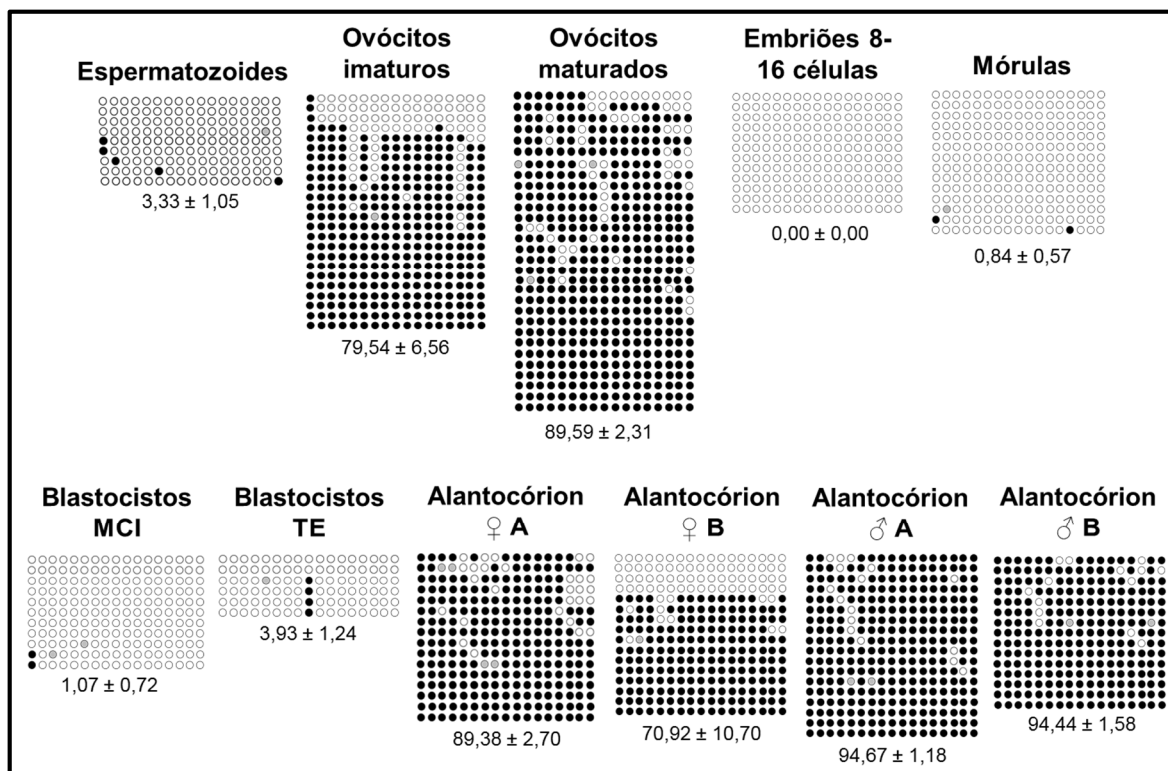 Espermatozoides
3,33 ± 1,05
Ovócitos
imaturos
79,54 ± 6,56
Ovócitos
maturados
89,59 ± 2,31
Embriões 8-
16 células
0,00 ± 0,00
Mórulas
0,84 ± 0,57
Blastocistos
MCI
1,07 ± 0,72
Blastocistos
TE
3,93 ± 1,24
Alantocórion
♀ A
89,38 ± 2,70
Alantocórion
♀ B
70,92 ± 10,70
Alantocórion
♂ A
94,67 ± 1,18
Alantocórion
♂ B
94,44 ± 1,58